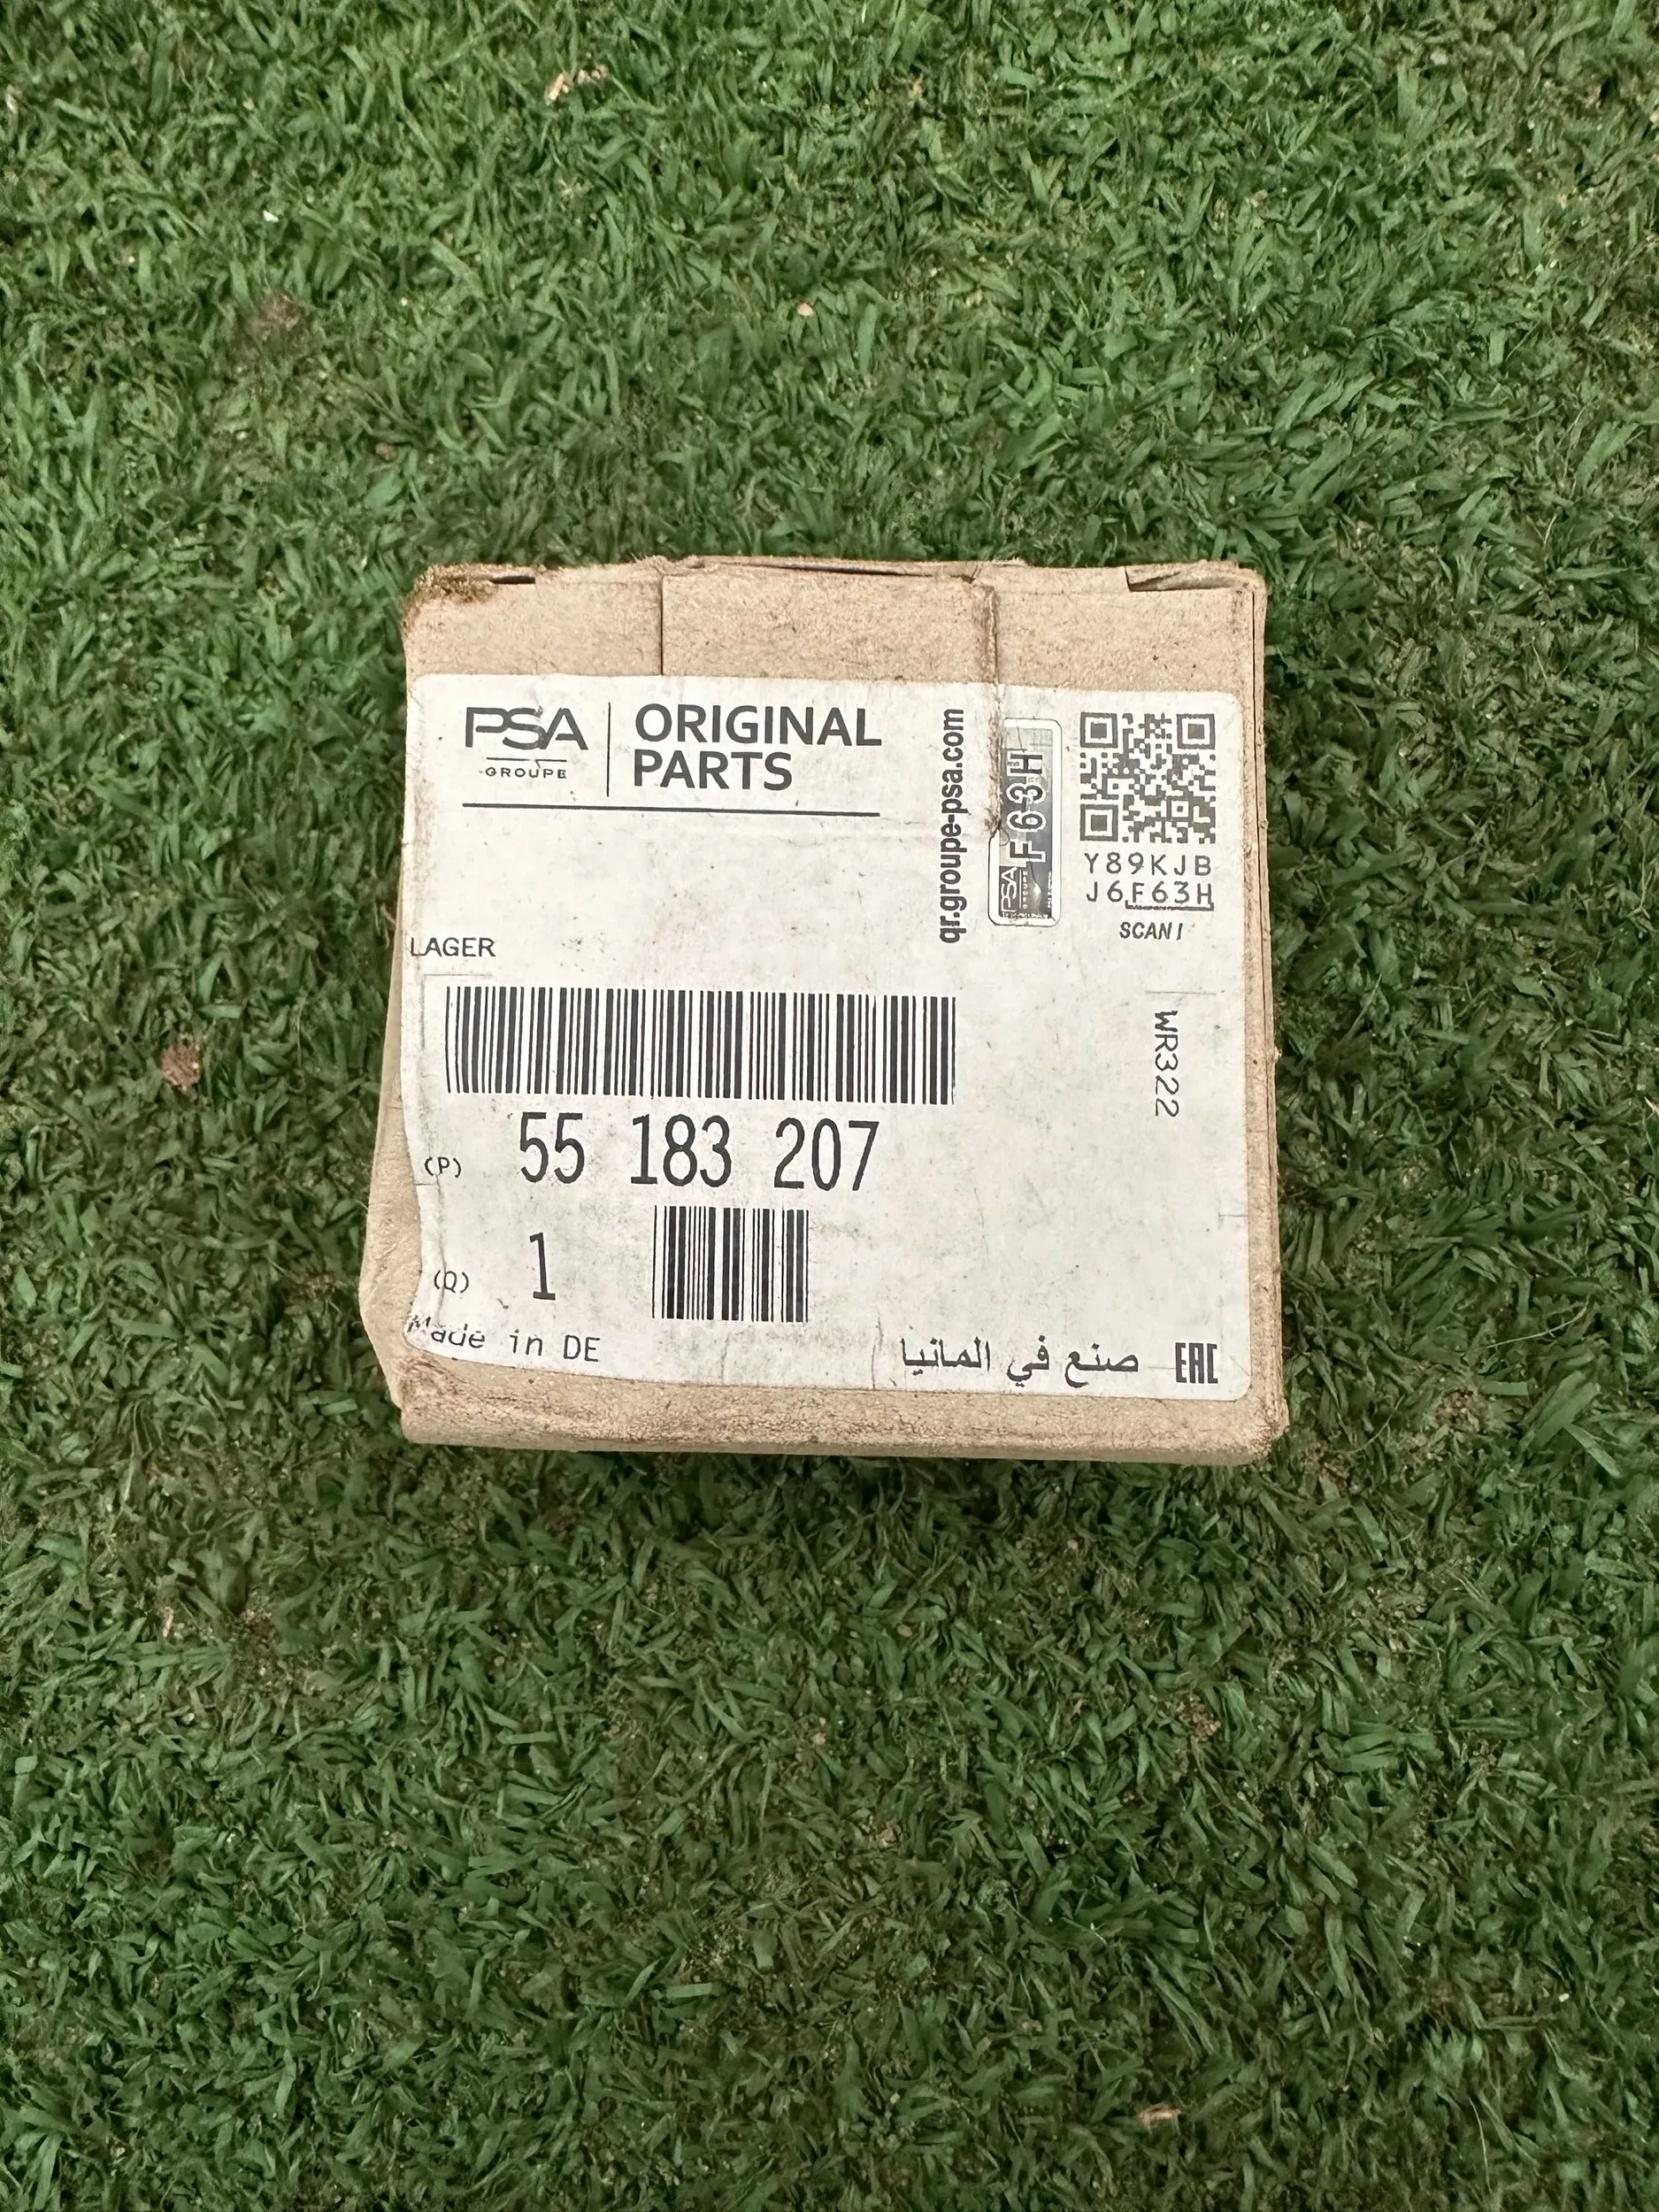 PSA
GROUPE
ORIGINAL
PARTS
qr.groupe-psa.com
PSA
F63H
Y89KJB
J6F63H
SCAN!
LAGER
WR322
(P) 55 183 207
(Q) 1
Made in DE
صنع في المانيا
EAC